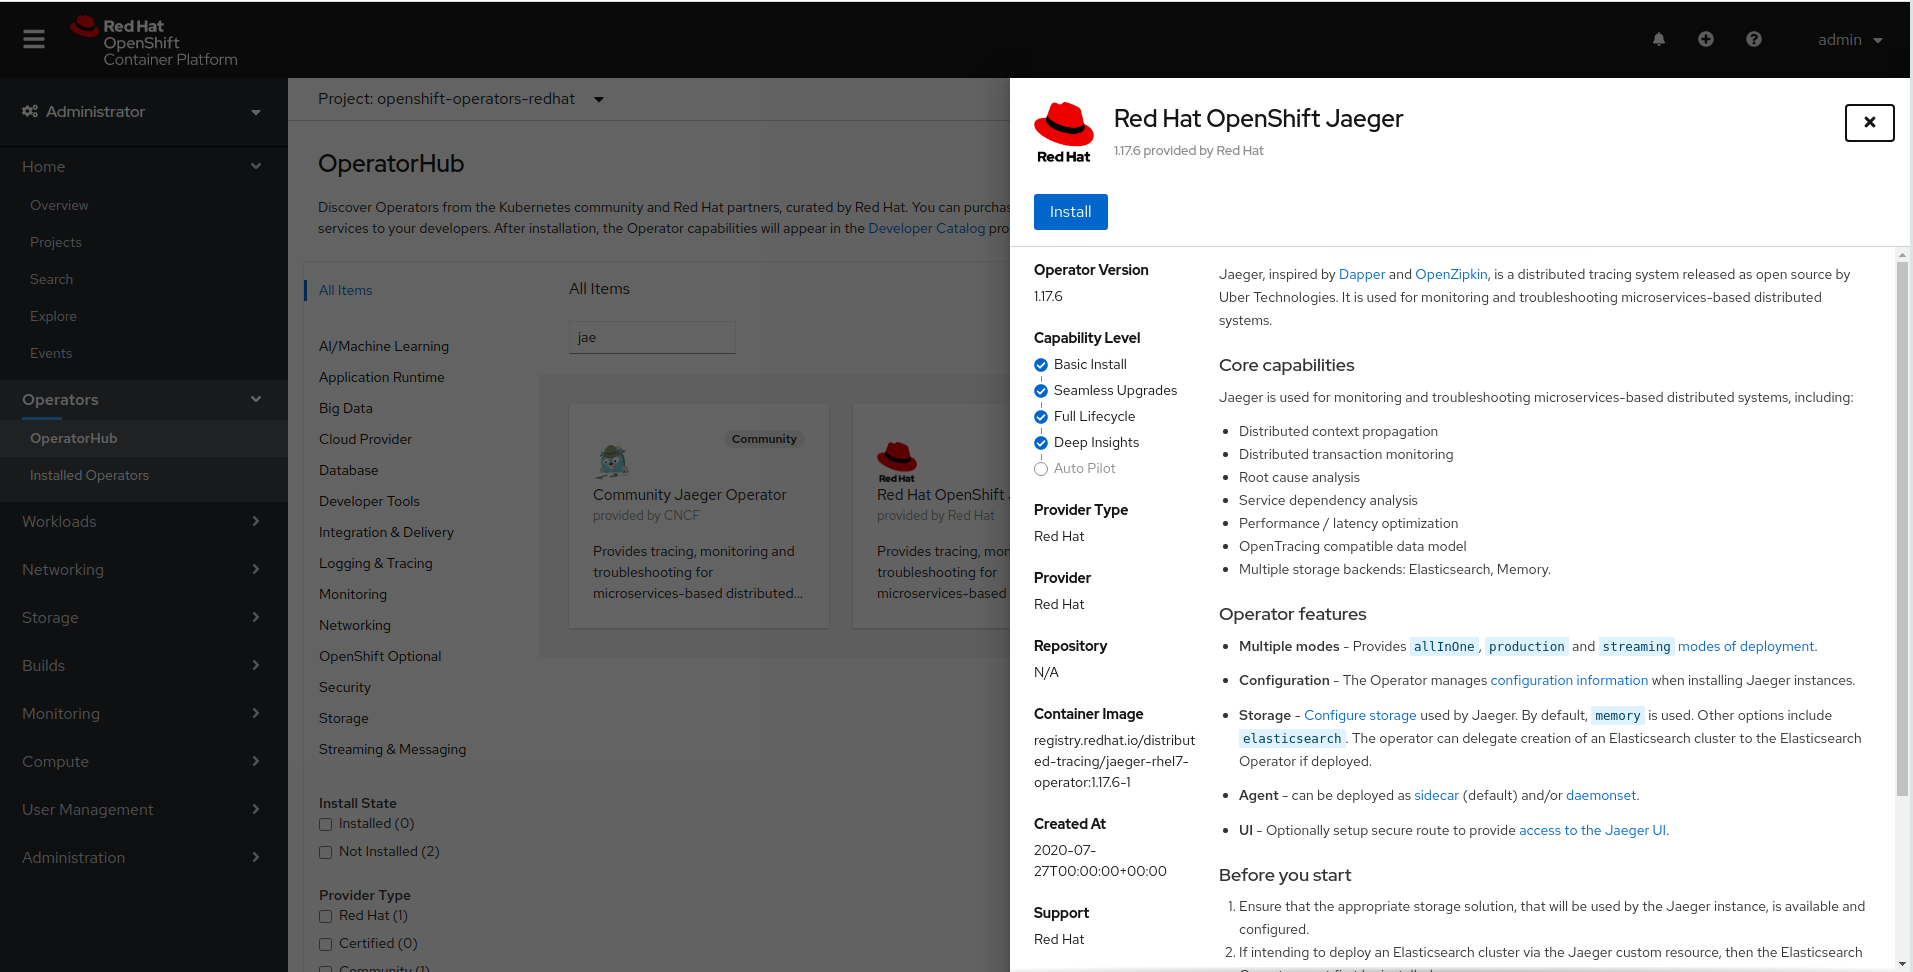 Red Hat
OpenShift
Container Platform
admin
Administrator
Home
Overview
Projects
Search
Explore
Events
Operators
OperatorHub
Installed Operators
Workloads
Networking
Storage
Builds
Monitoring
Compute
User Management
Administration
Project: openshift-operators-redhat
OperatorHub
Discover Operators from the Kubernetes community and Red Hat partners, curated by Red Hat. You can purchas
services to your developers. After installation, the Operator capabilities will appear in the Developer Catalog pro
All Items
AI/Machine Learning
Application Runtime
Big Data
Cloud Provider
Database
Developer Tools
Integration & Delivery
Logging & Tracing
Monitoring
Networking
OpenShift Optional
Security
Storage
Streaming & Messaging
Install State
Installed (0)
Not Installed (2)
Provider Type
Red Hat (1)
Certified (0)
Community (1)
All Items
jae
Community
Community Jaeger Operator
provided by CNCF
Provides tracing, monitoring and
troubleshooting for
microservices-based distributed...
Red Hat
Red Hat OpenShift J
provided by Red Hat
Provides tracing, mon
troubleshooting for
microservices-based
Red Hat
Red Hat OpenShift Jaeger
1.17.6 provided by Red Hat
Install
Operator Version
1.17.6
Capability Level
Basic Install
Seamless Upgrades
Full Lifecycle
Deep Insights
Auto Pilot
Provider Type
Red Hat
Provider
Red Hat
Repository
N/A
Container Image
registry.redhat.io/distribut
ed-tracing/jaeger-rhel7-
operator:1.17.6-1
Created At
2020-07-
27T00:00:00+00:00
Support
Red Hat
Jaeger, inspired by Dapper and OpenZipkin, is a distributed tracing system released as open source by
Uber Technologies. It is used for monitoring and troubleshooting microservices-based distributed
systems.
Core capabilities
Jaeger is used for monitoring and troubleshooting microservices-based distributed systems, including:
• Distributed context propagation
• Distributed transaction monitoring
• Root cause analysis
• Service dependency analysis
• Performance / latency optimization
• OpenTracing compatible data model
• Multiple storage backends: Elasticsearch, Memory.
Operator features
• Multiple modes - Provides allInOne, production and streaming modes of deployment.
• Configuration - The Operator manages configuration information when installing Jaeger instances.
• Storage - Configure storage used by Jaeger. By default, memory is used. Other options include
elasticsearch. The operator can delegate creation of an Elasticsearch cluster to the Elasticsearch
Operator if deployed.
• Agent - can be deployed as sidecar (default) and/or daemonset.
• UI - Optionally setup secure route to provide access to the Jaeger UI.
Before you start
1. Ensure that the appropriate storage solution, that will be used by the Jaeger instance, is available and
configured.
2. If intending to deploy an Elasticsearch cluster via the Jaeger custom resource, then the Elasticsearch